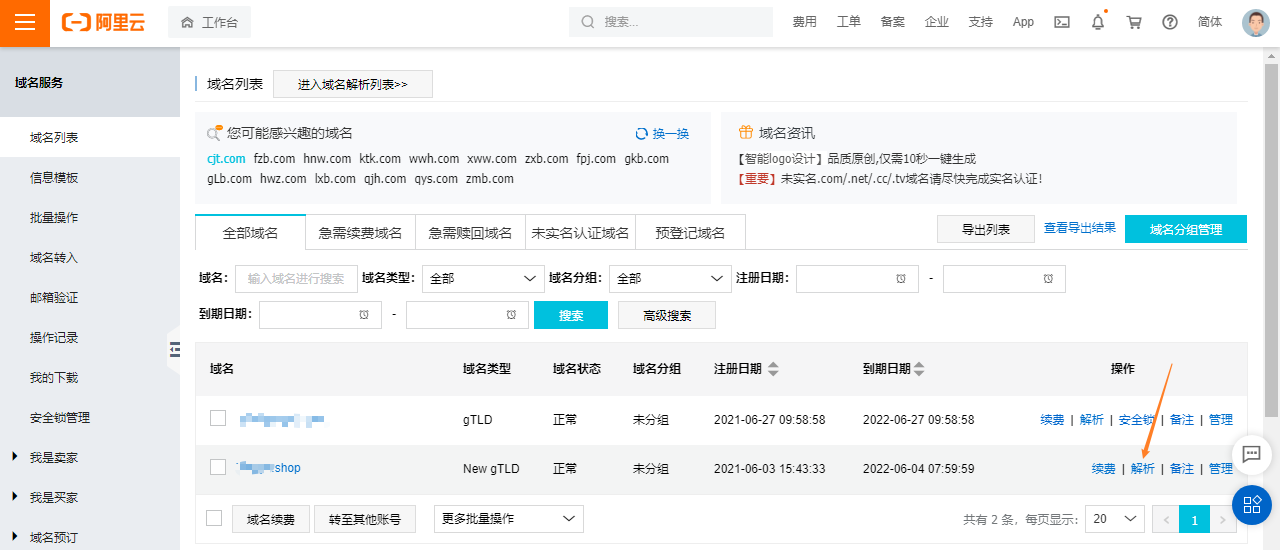 阿里云 工作台 搜索... 费用 工单 备案 企业 支持 App 简体
域名服务
域名列表
信息模板
批量操作
域名转入
邮箱验证
操作记录
我的下载
安全锁管理
我是卖家
我是买家
域名预订
域名列表 进入域名解析列表>>
您可能感兴趣的域名 换一换
cjt.com fzb.com hnw.com ktk.com wwh.com xww.com zxb.com fpj.com gkb.com
gLb.com hwz.com lxb.com qjh.com qys.com zmb.com
域名资讯
【智能logo设计】品质原创,仅需10秒一键生成
【重要】未实名.com/.net/.cc/.tv域名请尽快完成实名认证!
全部域名 急需续费域名 急需赎回域名 未实名认证域名 预登记域名 导出列表 查看导出结果 域名分组管理
域名: 输入域名进行搜索 域名类型: 全部 域名分组: 全部 注册日期: -
到期日期: - 搜索 高级搜索
域名 域名类型 域名状态 域名分组 注册日期 到期日期 操作
gTLD 正常 未分组 2021-06-27 09:58:58 2022-06-27 09:58:58 续费 | 解析 | 安全锁 | 备注 | 管理
shop New gTLD 正常 未分组 2021-06-03 15:43:33 2022-06-04 07:59:59 续费 | 解析 | 备注 | 管理
域名续费 转至其他账号 更多批量操作 共有 2 条, 每页显示: 20 < 1 >